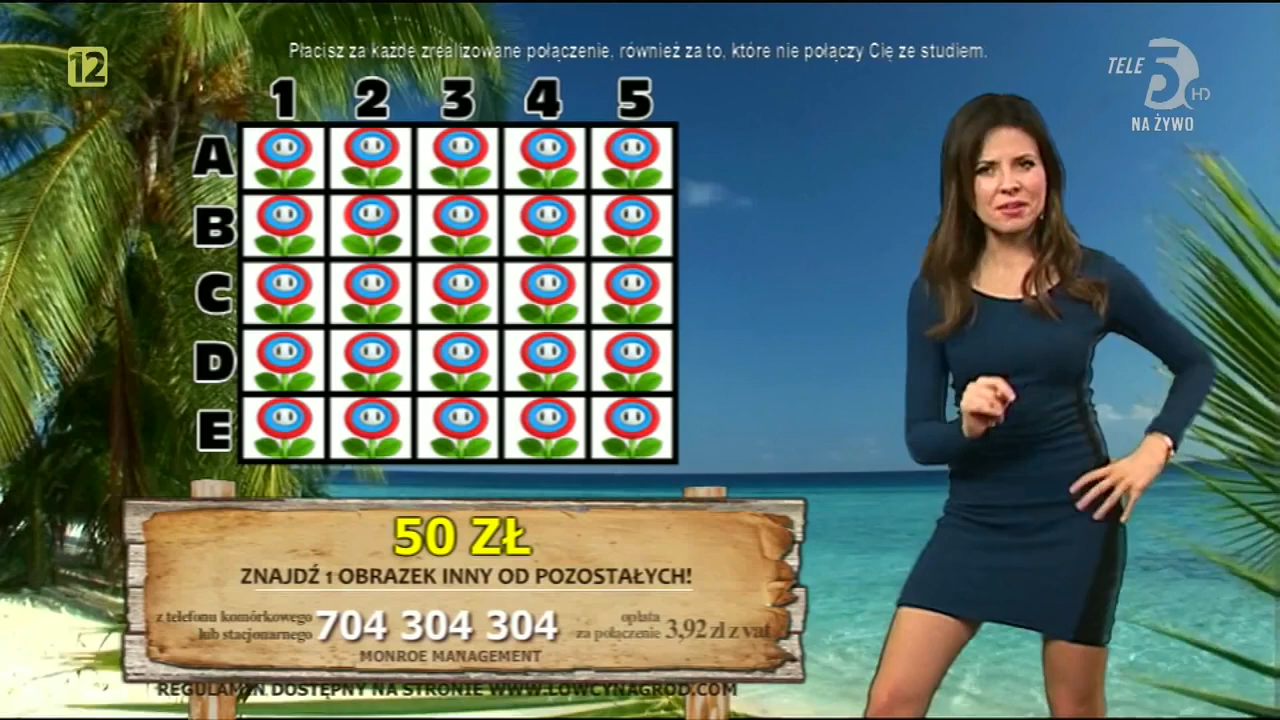 Płacisz za każde zrealizowane połączenie, również za to, które nie połączy Cię ze studiem.
12
TELE 5 HD
NA ŻYWO
1 2 3 4 5
A
B
C
D
E
50 ZŁ
ZNAJDŹ 1 OBRAZEK INNY OD POZOSTAŁYCH!
z telefonu komórkowego
lub stacjonarnego
704 304 304
opłata
za połączenie 3,92 zł z vat
MONROE MANAGEMENT
REGULAMIN DOSTĘPNY NA STRONIE WWW.LOWCYNAGROD.COM